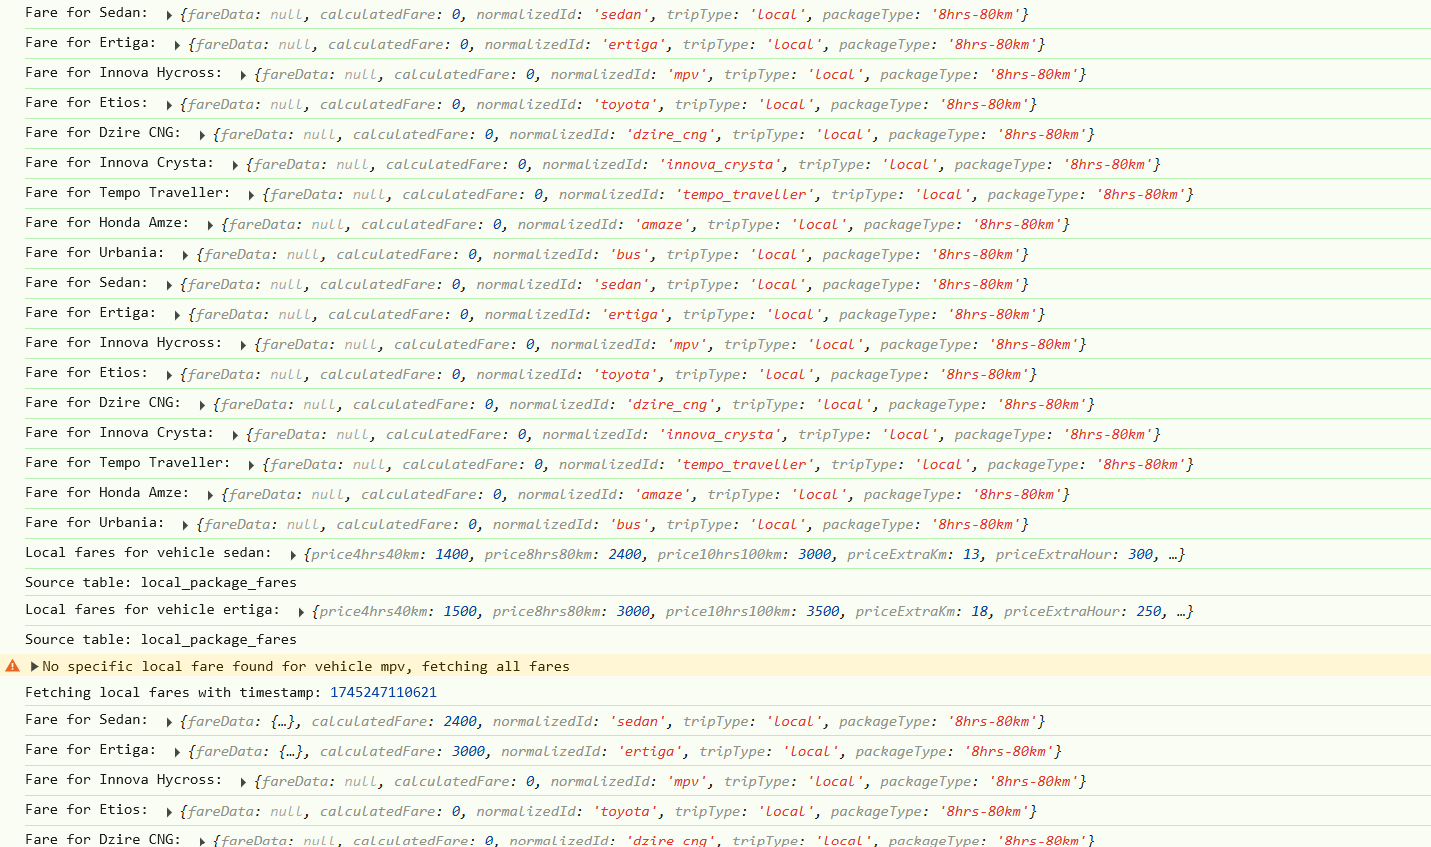 Fare for Sedan: ▶ {fareData: null, calculatedFare: 0, normalizedId: 'sedan', tripType: 'local', packageType: '8hrs-80km'}
Fare for Ertiga: ▶ {fareData: null, calculatedFare: 0, normalizedId: 'ertiga', tripType: 'local', packageType: '8hrs-80km'}
Fare for Innova Hycross: ▶ {fareData: null, calculatedFare: 0, normalizedId: 'mpv', tripType: 'local', packageType: '8hrs-80km'}
Fare for Etios: ▶ {fareData: null, calculatedFare: 0, normalizedId: 'toyota', tripType: 'local', packageType: '8hrs-80km'}
Fare for Dzire CNG: ▶ {fareData: null, calculatedFare: 0, normalizedId: 'dzire_cng', tripType: 'local', packageType: '8hrs-80km'}
Fare for Innova Crysta: ▶ {fareData: null, calculatedFare: 0, normalizedId: 'innova_crysta', tripType: 'local', packageType: '8hrs-80km'}
Fare for Tempo Traveller: ▶ {fareData: null, calculatedFare: 0, normalizedId: 'tempo_traveller', tripType: 'local', packageType: '8hrs-80km'}
Fare for Honda Amze: ▶ {fareData: null, calculatedFare: 0, normalizedId: 'amaze', tripType: 'local', packageType: '8hrs-80km'}
Fare for Urbania: ▶ {fareData: null, calculatedFare: 0, normalizedId: 'bus', tripType: 'local', packageType: '8hrs-80km'}
Fare for Sedan: ▶ {fareData: null, calculatedFare: 0, normalizedId: 'sedan', tripType: 'local', packageType: '8hrs-80km'}
Fare for Ertiga: ▶ {fareData: null, calculatedFare: 0, normalizedId: 'ertiga', tripType: 'local', packageType: '8hrs-80km'}
Fare for Innova Hycross: ▶ {fareData: null, calculatedFare: 0, normalizedId: 'mpv', tripType: 'local', packageType: '8hrs-80km'}
Fare for Etios: ▶ {fareData: null, calculatedFare: 0, normalizedId: 'toyota', tripType: 'local', packageType: '8hrs-80km'}
Fare for Dzire CNG: ▶ {fareData: null, calculatedFare: 0, normalizedId: 'dzire_cng', tripType: 'local', packageType: '8hrs-80km'}
Fare for Innova Crysta: ▶ {fareData: null, calculatedFare: 0, normalizedId: 'innova_crysta', tripType: 'local', packageType: '8hrs-80km'}
Fare for Tempo Traveller: ▶ {fareData: null, calculatedFare: 0, normalizedId: 'tempo_traveller', tripType: 'local', packageType: '8hrs-80km'}
Fare for Honda Amze: ▶ {fareData: null, calculatedFare: 0, normalizedId: 'amaze', tripType: 'local', packageType: '8hrs-80km'}
Fare for Urbania: ▶ {fareData: null, calculatedFare: 0, normalizedId: 'bus', tripType: 'local', packageType: '8hrs-80km'}
Local fares for vehicle sedan: ▶ {price4hrs40km: 1400, price8hrs80km: 2400, price10hrs100km: 3000, priceExtraKm: 13, priceExtraHour: 300, …}
Source table: local_package_fares
Local fares for vehicle ertiga: ▶ {price4hrs40km: 1500, price8hrs80km: 3000, price10hrs100km: 3500, priceExtraKm: 18, priceExtraHour: 250, …}
Source table: local_package_fares
▶ No specific local fare found for vehicle mpv, fetching all fares
Fetching local fares with timestamp: 1745247110621
Fare for Sedan: ▶ {fareData: {…}, calculatedFare: 2400, normalizedId: 'sedan', tripType: 'local', packageType: '8hrs-80km'}
Fare for Ertiga: ▶ {fareData: {…}, calculatedFare: 3000, normalizedId: 'ertiga', tripType: 'local', packageType: '8hrs-80km'}
Fare for Innova Hycross: ▶ {fareData: null, calculatedFare: 0, normalizedId: 'mpv', tripType: 'local', packageType: '8hrs-80km'}
Fare for Etios: ▶ {fareData: null, calculatedFare: 0, normalizedId: 'toyota', tripType: 'local', packageType: '8hrs-80km'}
Fare for Dzire CNG: ▶ {fareData: null, calculatedFare: 0, normalizedId: 'dzire_cng', tripType: 'local', packageType: '8hrs-80km'}